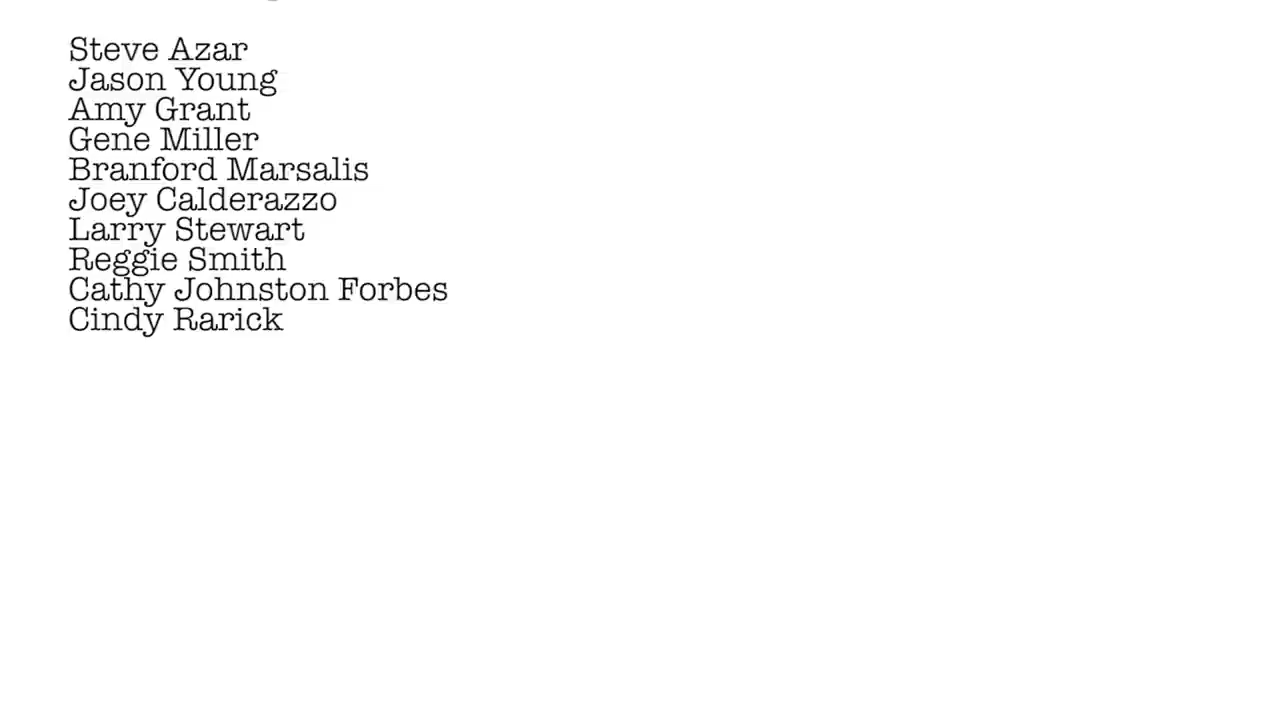 Steve Azar
Jason Young
Amy Grant
Gene Miller
Branford Marsalis
Joey Calderazzo
Larry Stewart
Reggie Smith
Cathy Johnston Forbes
Cindy Rarick